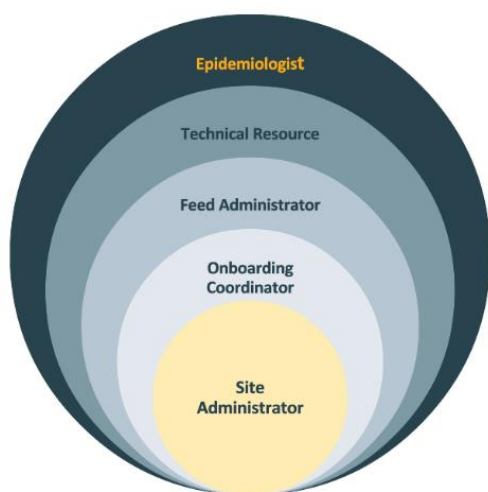 Epidemiologist
Technical Resource
Feed Administrator
Onboarding
Coordinator
Site
Administrator